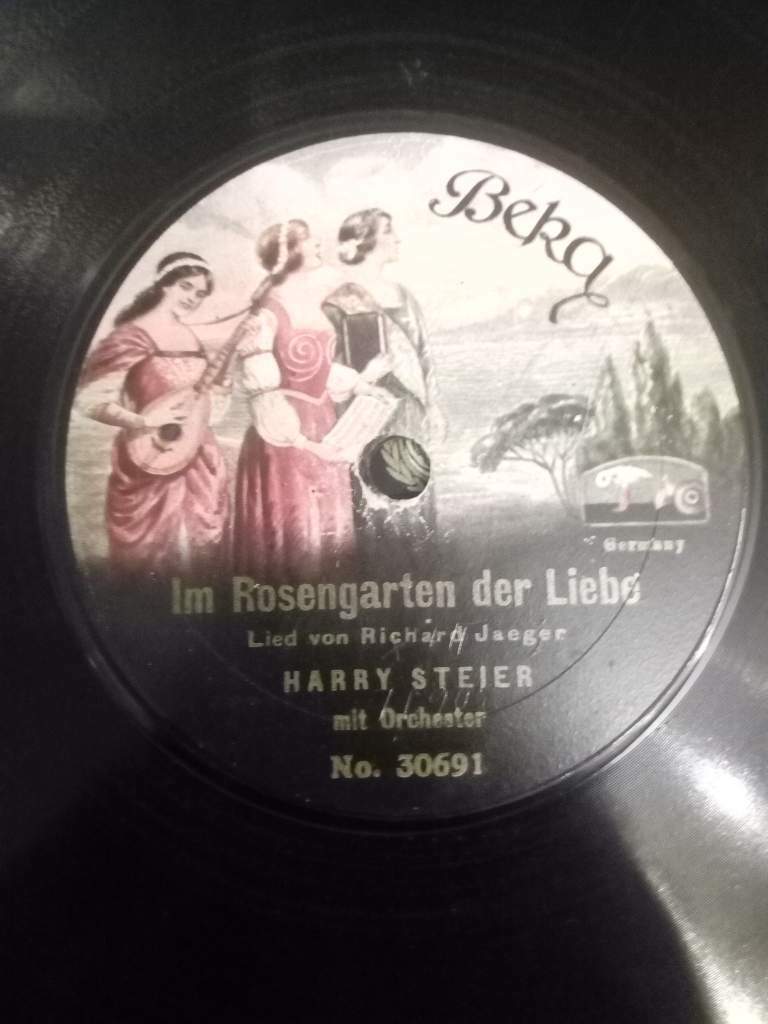 Beka
Germany
Im Rosengarten der Liebe
Lied von Richard Jaeger
HARRY STEIER
mit Orchester
No. 30691